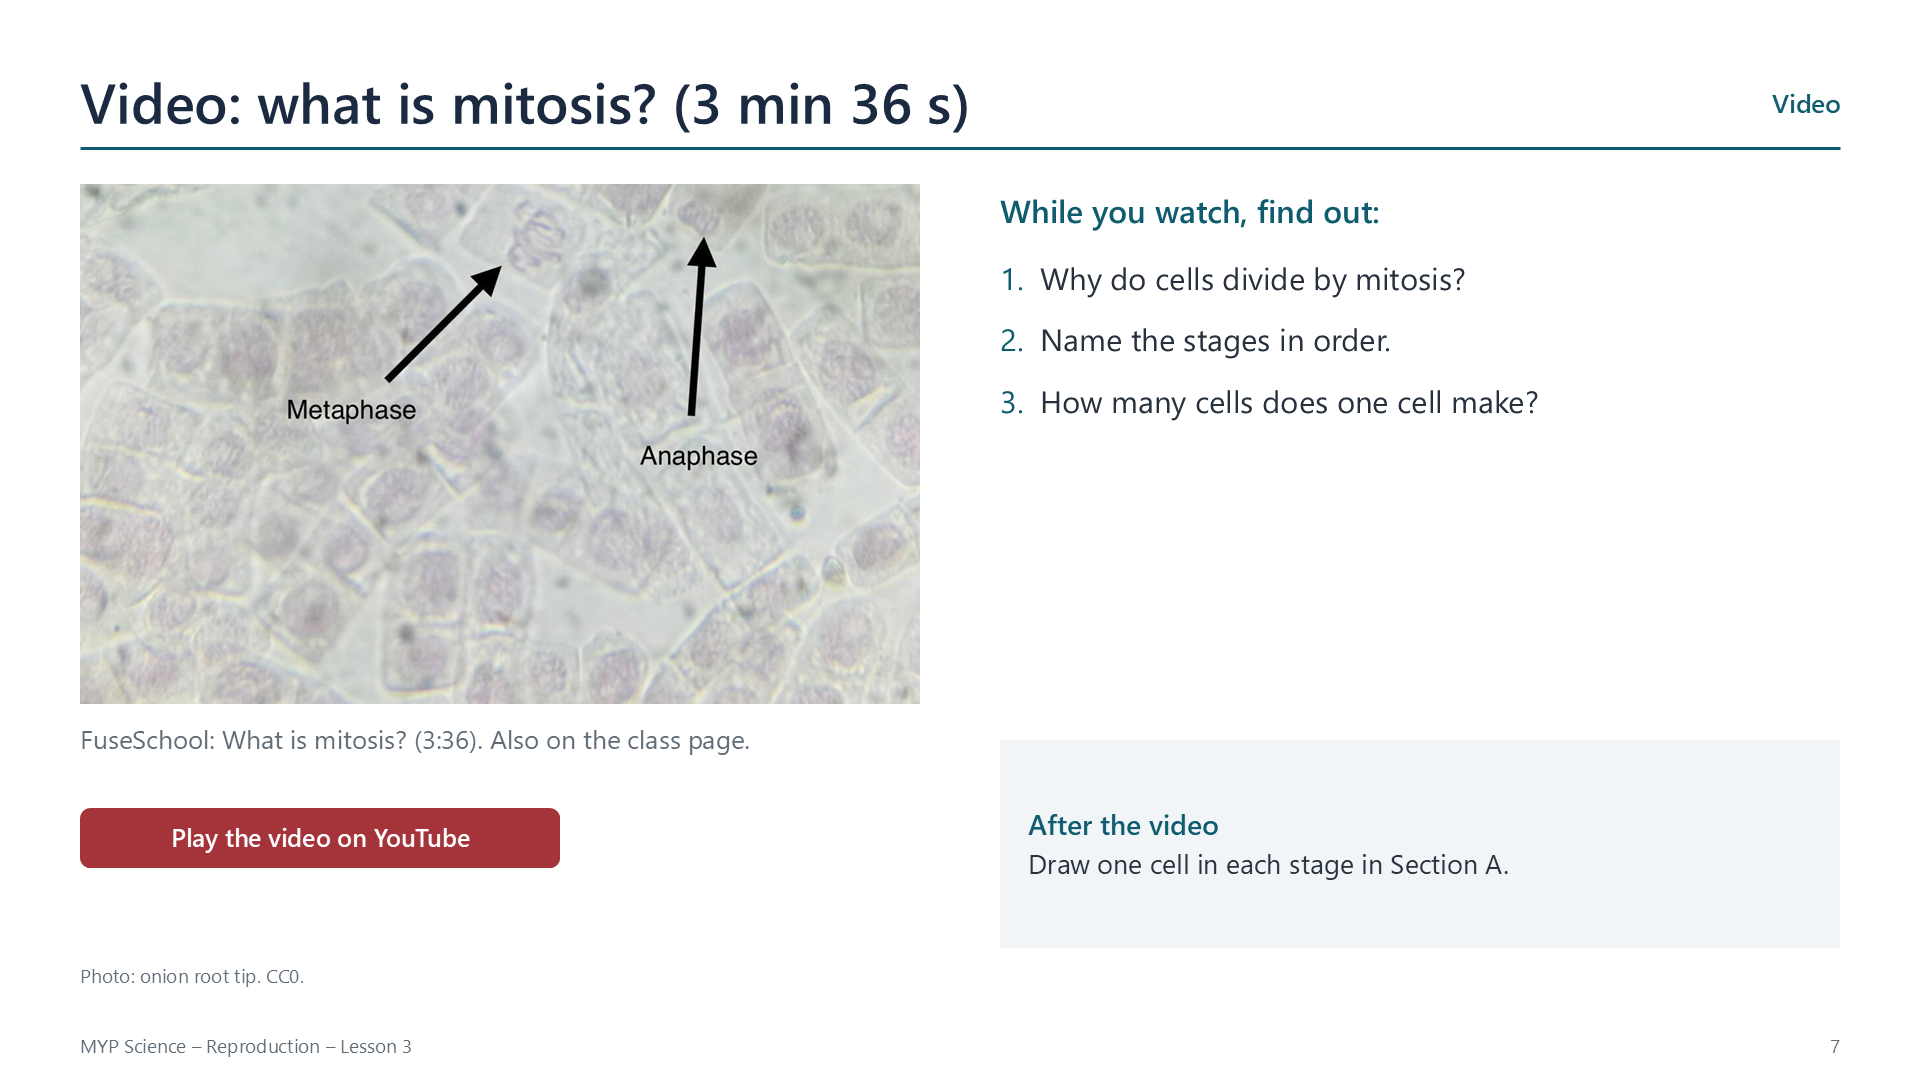 Video: what is mitosis? (3 min 36 s)
Video
Metaphase
Anaphase
FuseSchool: What is mitosis? (3:36). Also on the class page.
Play the video on YouTube
Photo: onion root tip. CC0.
While you watch, find out:
1. Why do cells divide by mitosis?
2. Name the stages in order.
3. How many cells does one cell make?
After the video
Draw one cell in each stage in Section A.
MYP Science – Reproduction – Lesson 3
7